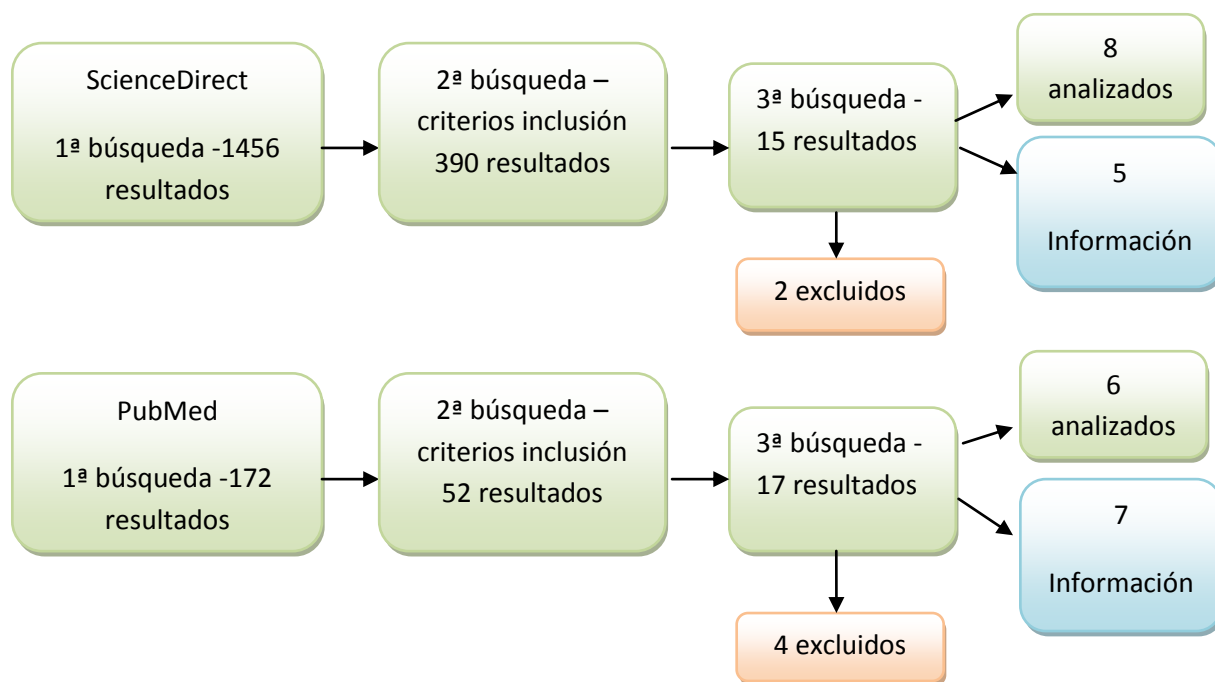 ScienceDirect
1ª búsqueda -1456
resultados
2ª búsqueda –
criterios inclusión
390 resultados
3ª búsqueda -
15 resultados
8
analizados
5
Información
2 excluidos
PubMed
1ª búsqueda -172
resultados
2ª búsqueda –
criterios inclusión
52 resultados
3ª búsqueda -
17 resultados
6
analizados
7
Información
4 excluidos